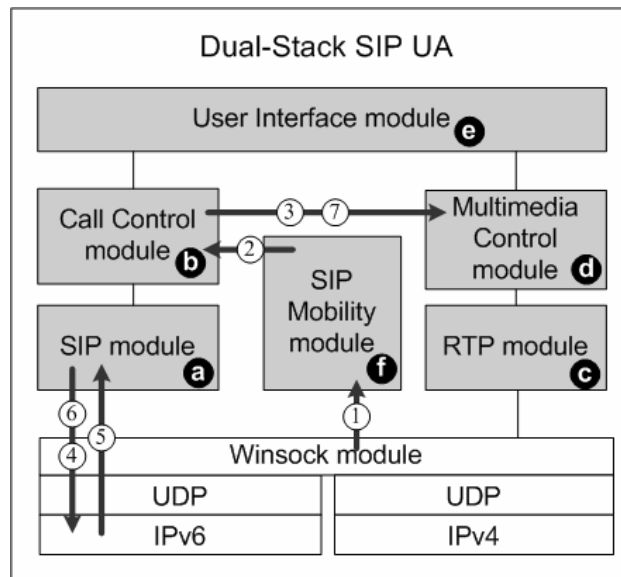 Dual-Stack SIP UA
User Interface module e
Call Control
module
b
3 7
Multimedia
Control
module d
2
SIP
Mobility
module
f
SIP module
a
RTP module
c
6
4
5
1
Winsock module
UDP
UDP
IPv6
IPv4